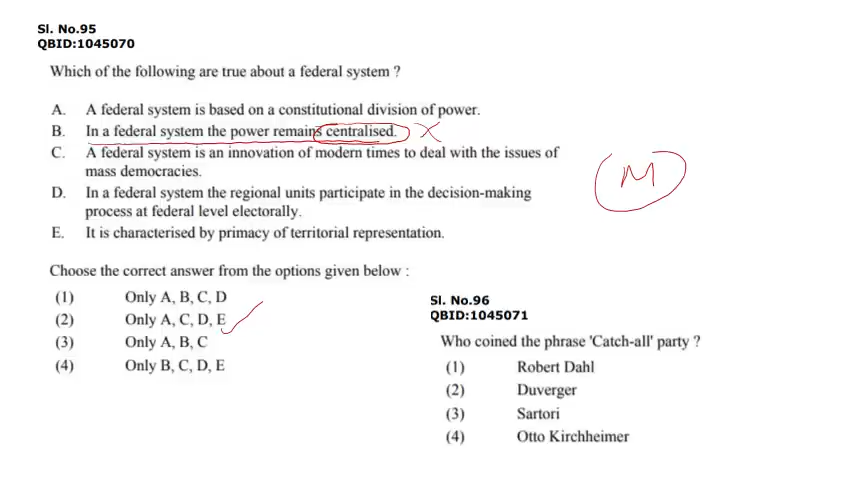 Sl. No.95
QBID:1045070
Which of the following are true about a federal system ?
A. A federal system is based on a constitutional division of power.
B. In a federal system the power remains centralised. X
C. A federal system is an innovation of modern times to deal with the issues of
mass democracies.
D. In a federal system the regional units participate in the decision-making
process at federal level electorally.
E. It is characterised by primacy of territorial representation.
M
Choose the correct answer from the options given below :
(1) Only A, B, C, D
(2) Only A, C, D, E
(3) Only A, B, C
(4) Only B, C, D, E
Sl. No.96
QBID:1045071
Who coined the phrase 'Catch-all' party ?
(1) Robert Dahl
(2) Duverger
(3) Sartori
(4) Otto Kirchheimer